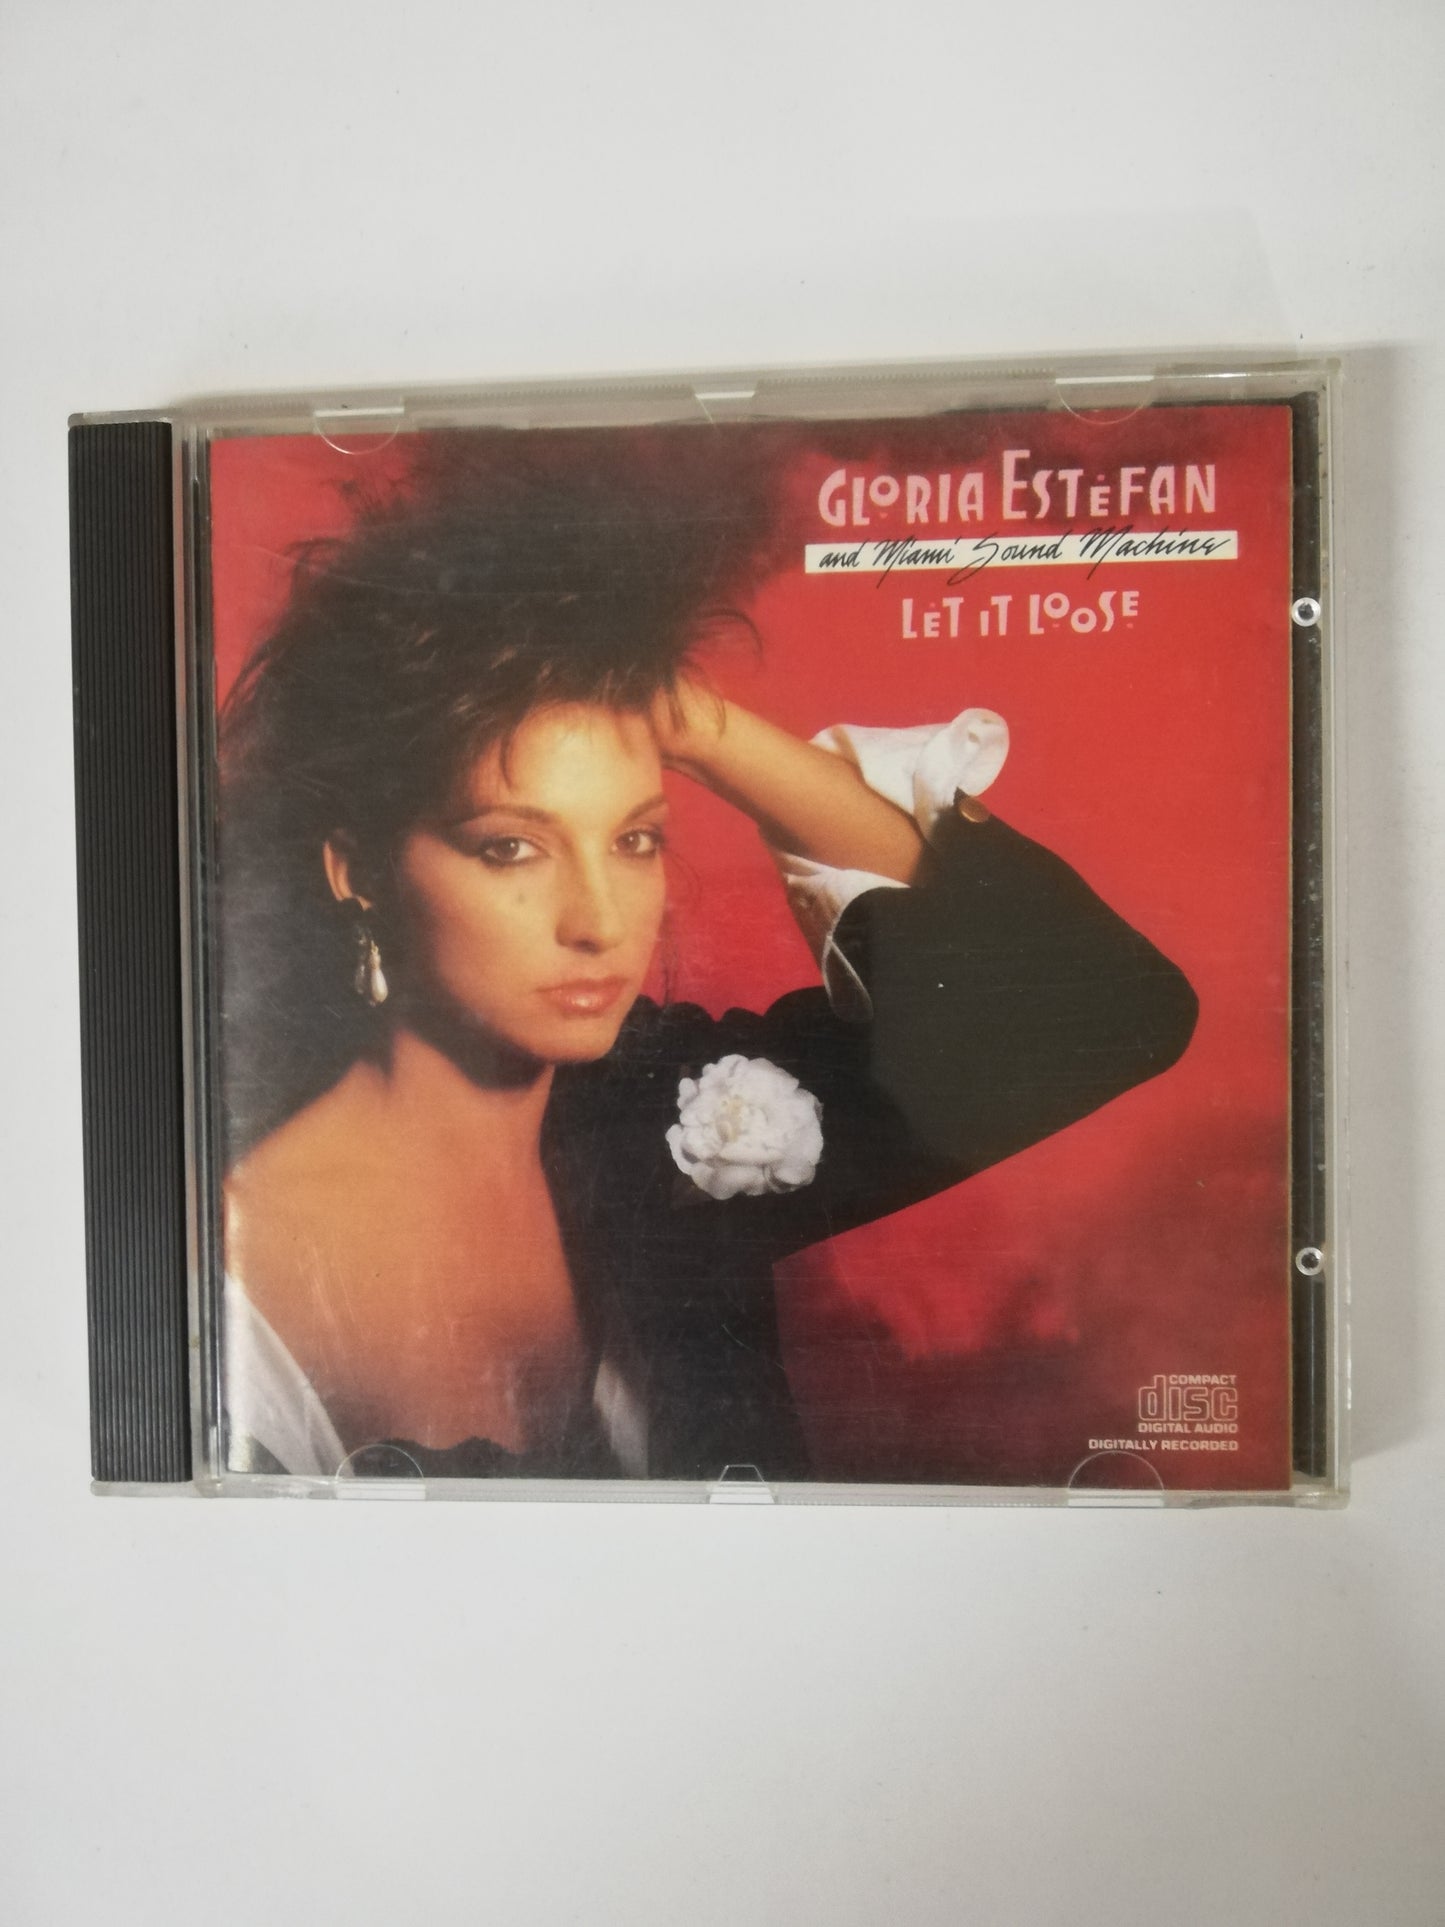 GLORIA ESTEFAN
and Miami Sound Machine
LET IT LOOSE
COMPACT
disc
DIGITAL AUDIO
DIGITALLY RECORDED